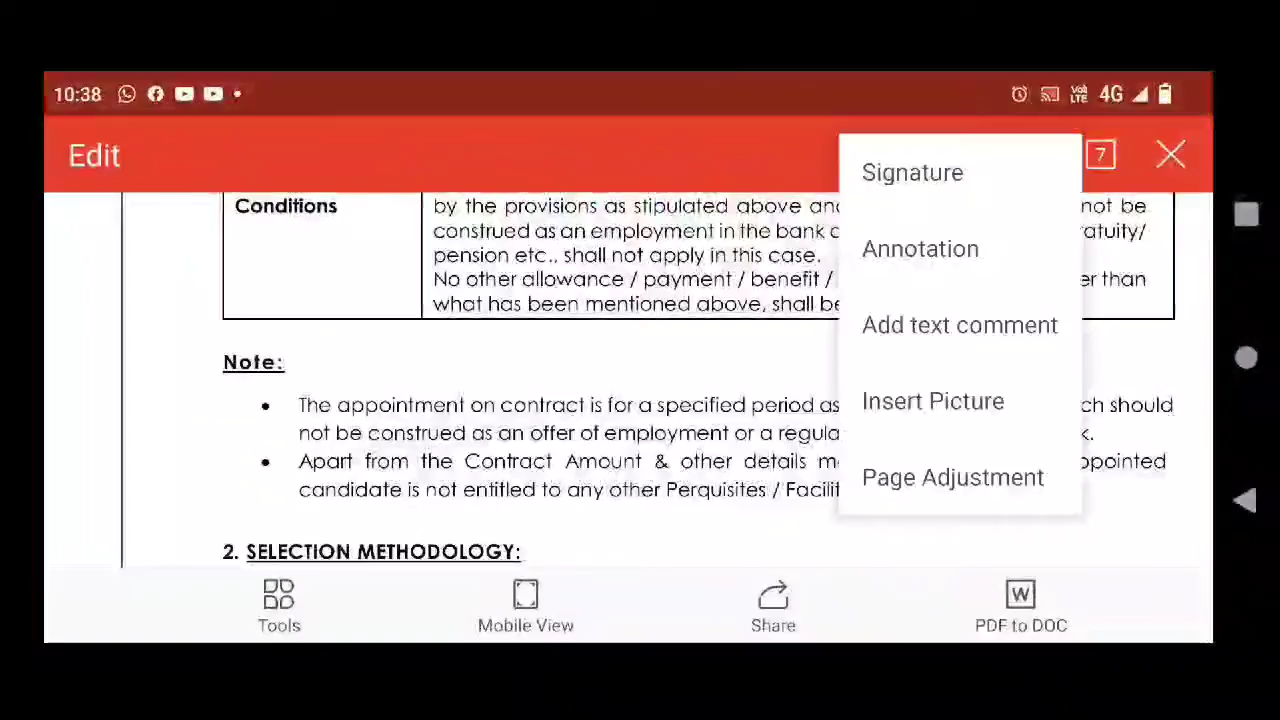 10:38 VoLTE 4G
Edit 7
Signature
Annotation
Add text comment
Insert Picture
Page Adjustment
Conditions
by the provisions as stipulated above an not be
construed as an employment in the bank atuity/
pension etc., shall not apply in this case.
No other allowance / payment / benefit / er than
what has been mentioned above, shall be
Note:
• The appointment on contract is for a specified period as ch should
not be construed as an offer of employment or a regula k.
• Apart from the Contract Amount & other details m ppointed
candidate is not entitled to any other Perquisites / Facilit
2. SELECTION METHODOLOGY:
Tools Mobile View Share PDF to DOC